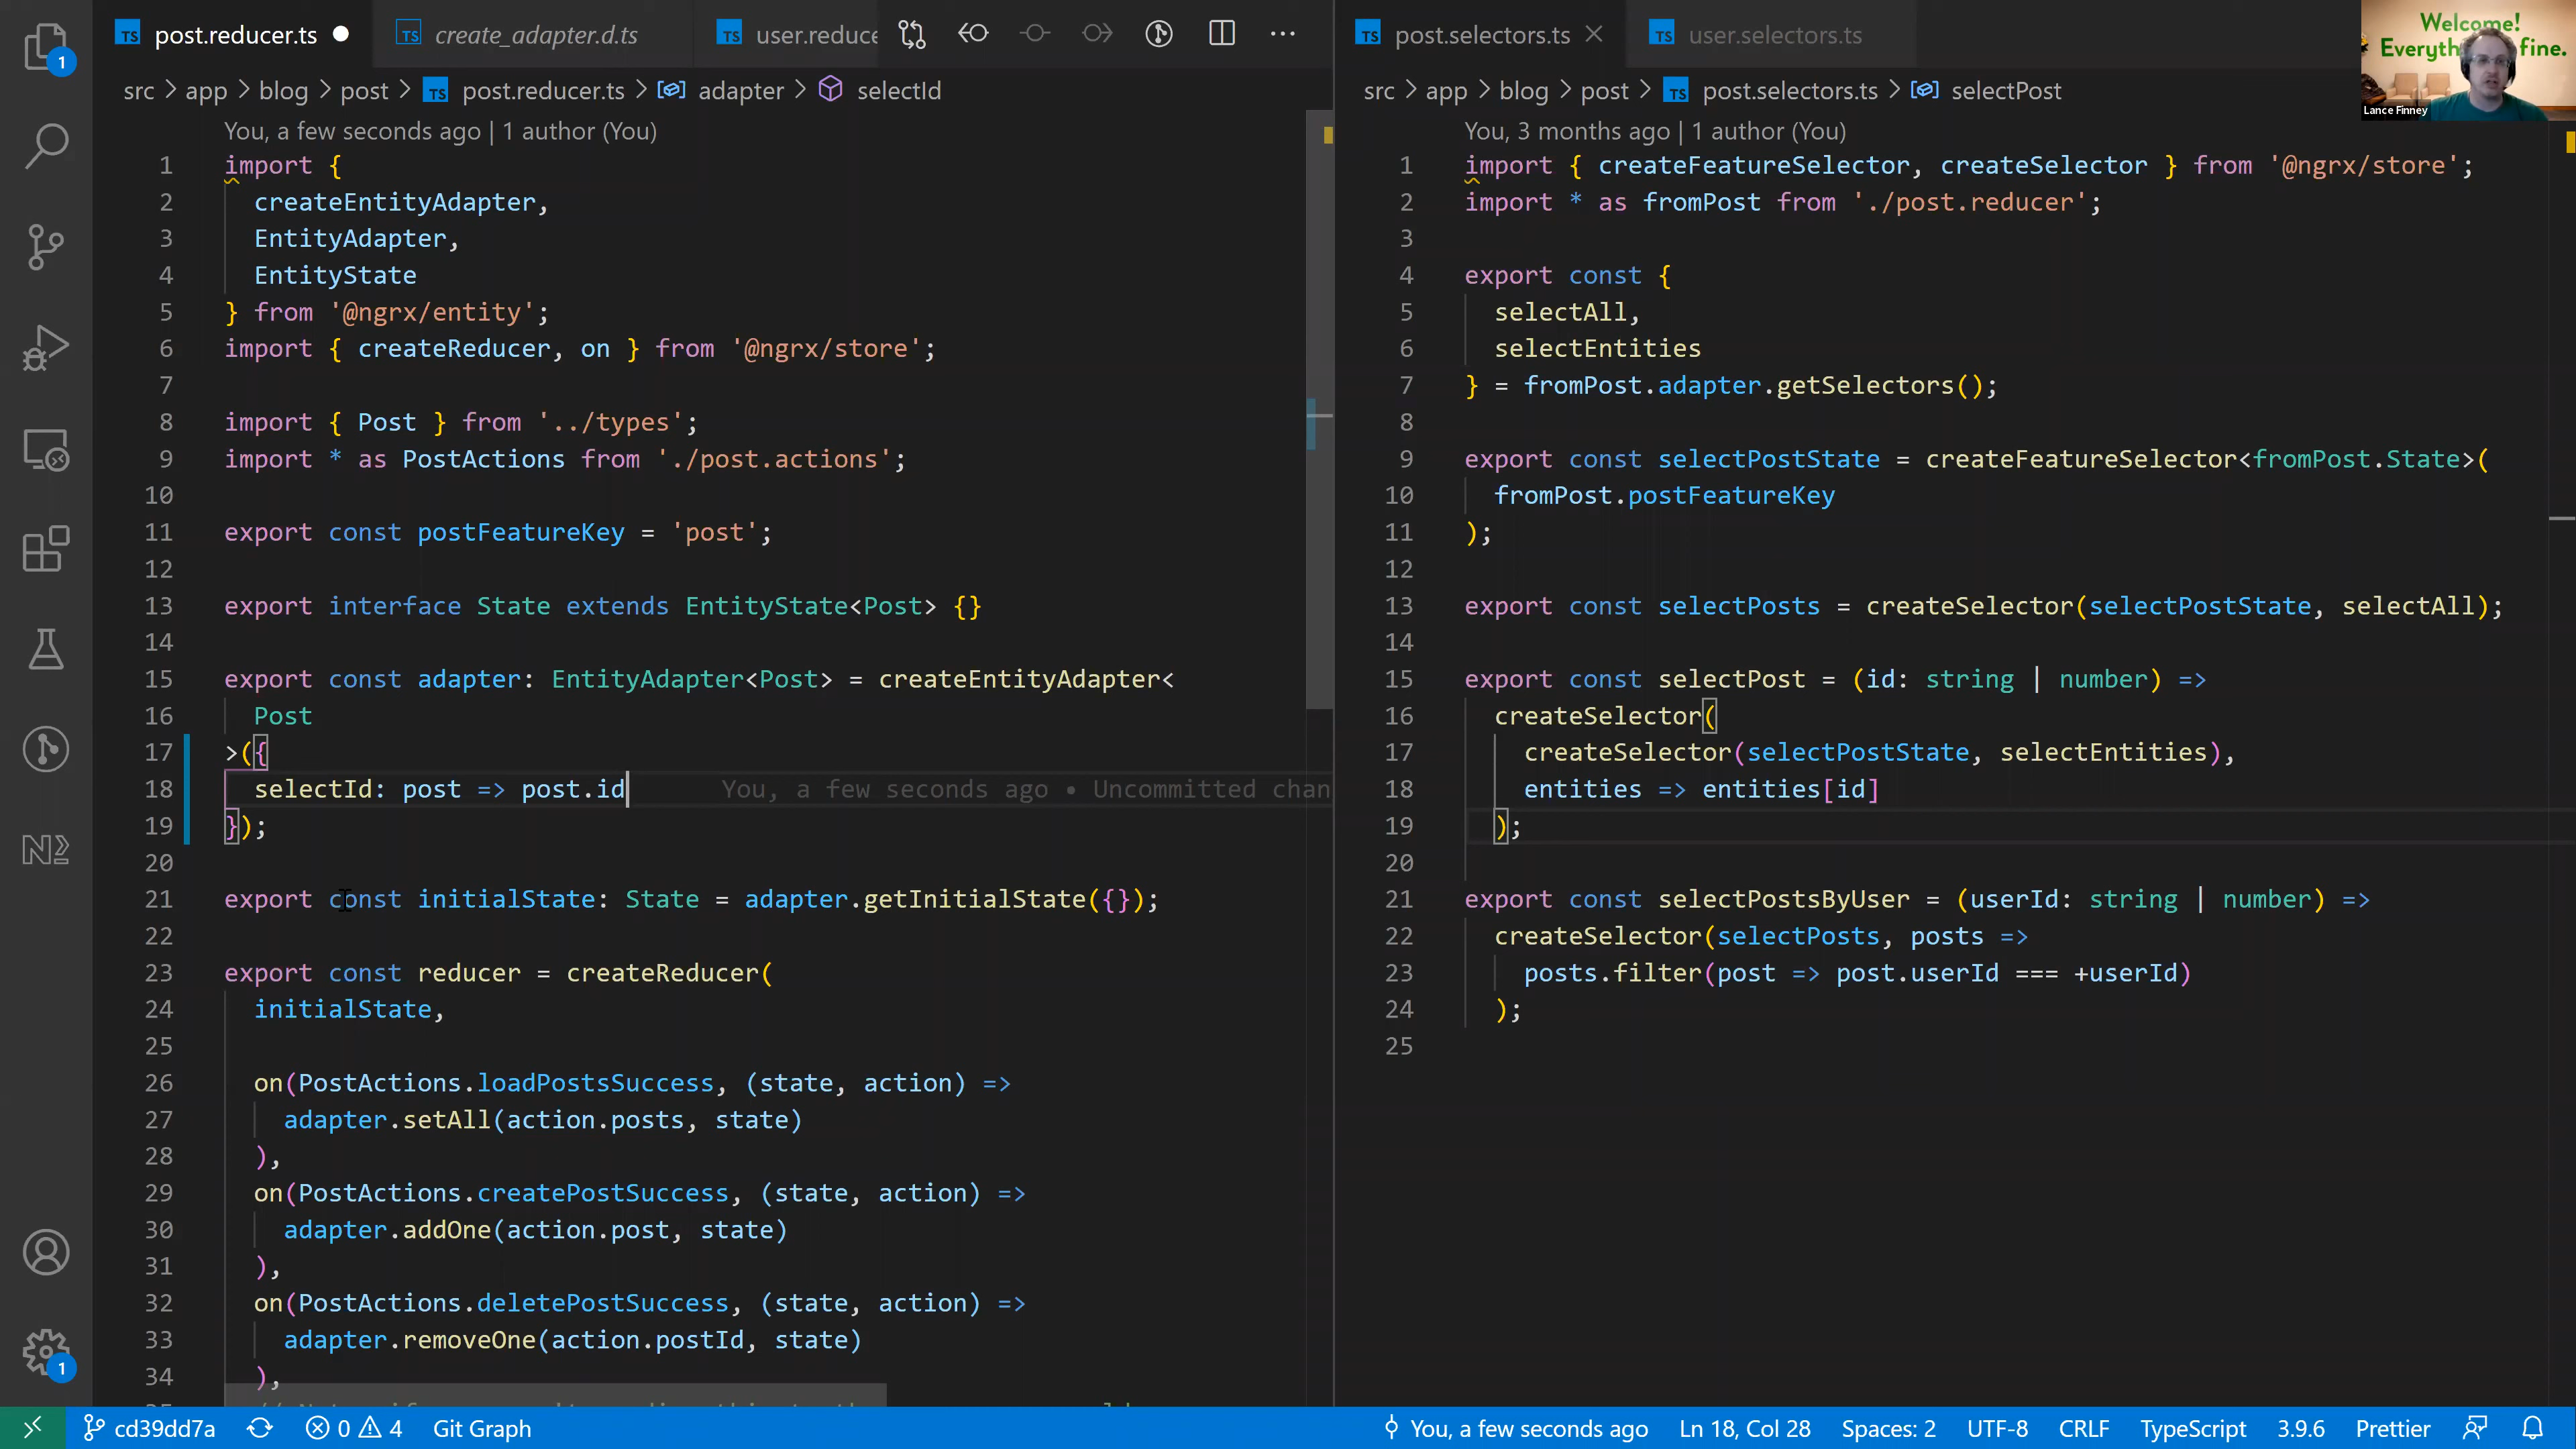 TS post.reducer.ts
TS create_adapter.d.ts
TS user.reduce
src > app > blog > post > TS post.reducer.ts > adapter > selectId
You, a few seconds ago | 1 author (You)
1 import {
2 createEntityAdapter,
3 EntityAdapter,
4 EntityState
5 } from '@ngrx/entity';
6 import { createReducer, on } from '@ngrx/store';
7
8 import { Post } from '../types';
9 import * as PostActions from './post.actions';
10
11 export const postFeatureKey = 'post';
12
13 export interface State extends EntityState<Post> {}
14
15 export const adapter: EntityAdapter<Post> = createEntityAdapter<
16 Post
17 >({
18 selectId: post => post.id You, a few seconds ago • Uncommitted chan
19 });
20
21 export const initialState: State = adapter.getInitialState({});
22
23 export const reducer = createReducer(
24 initialState,
25
26 on(PostActions.loadPostsSuccess, (state, action) =>
27 adapter.setAll(action.posts, state)
28 ),
29 on(PostActions.createPostSuccess, (state, action) =>
30 adapter.addOne(action.post, state)
31 ),
32 on(PostActions.deletePostSuccess, (state, action) =>
33 adapter.removeOne(action.postId, state)
34 ),
TS post.selectors.ts
TS user.selectors.ts
src > app > blog > post > TS post.selectors.ts > selectPost
You, 3 months ago | 1 author (You)
1 import { createFeatureSelector, createSelector } from '@ngrx/store';
2 import * as fromPost from './post.reducer';
3
4 export const {
5 selectAll,
6 selectEntities
7 } = fromPost.adapter.getSelectors();
8
9 export const selectPostState = createFeatureSelector<fromPost.State>(
10 fromPost.postFeatureKey
11 );
12
13 export const selectPosts = createSelector(selectPostState, selectAll);
14
15 export const selectPost = (id: string | number) =>
16 createSelector(
17 createSelector(selectPostState, selectEntities),
18 entities => entities[id]
19 );
20
21 export const selectPostsByUser = (userId: string | number) =>
22 createSelector(selectPosts, posts =>
23 posts.filter(post => post.userId === +userId)
24 );
25
Welcome!
fine.
Lance Finney
1
1
cd39dd7a 0 4 Git Graph
You, a few seconds ago Ln 18, Col 28 Spaces: 2 UTF-8 CRLF TypeScript 3.9.6 Prettier